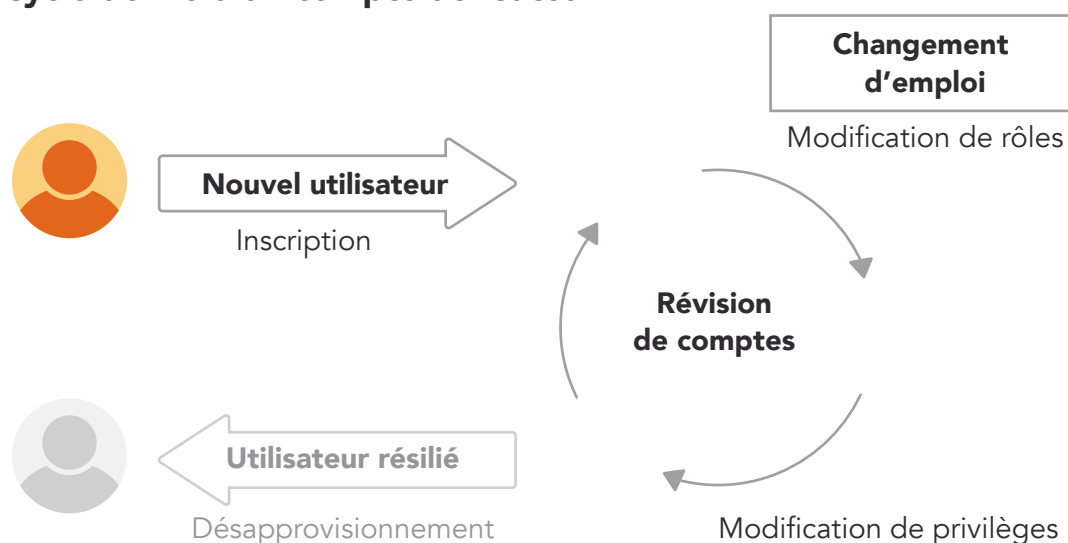 Changement
d’emploi
Modification de rôles
Nouvel utilisateur
Inscription
Révision
de comptes
Utilisateur résilié
Désapprovisionnement
Modification de privilèges